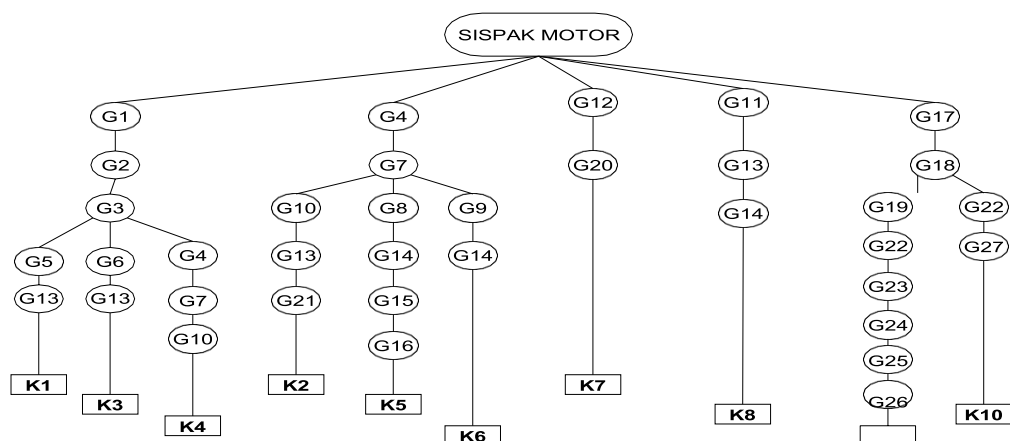 SISPAK MOTOR
G1
G4
G12
G11
G17
G2
G7
G20
G13
G18
G3
G10
G8
G9
G14
G19
G22
G5
G6
G4
G13
G14
G14
G22
G27
G13
G13
G7
G21
G15
G23
G10
G16
G24
G25
G26
K1
K3
K4
K2
K5
K6
K7
K8
K10